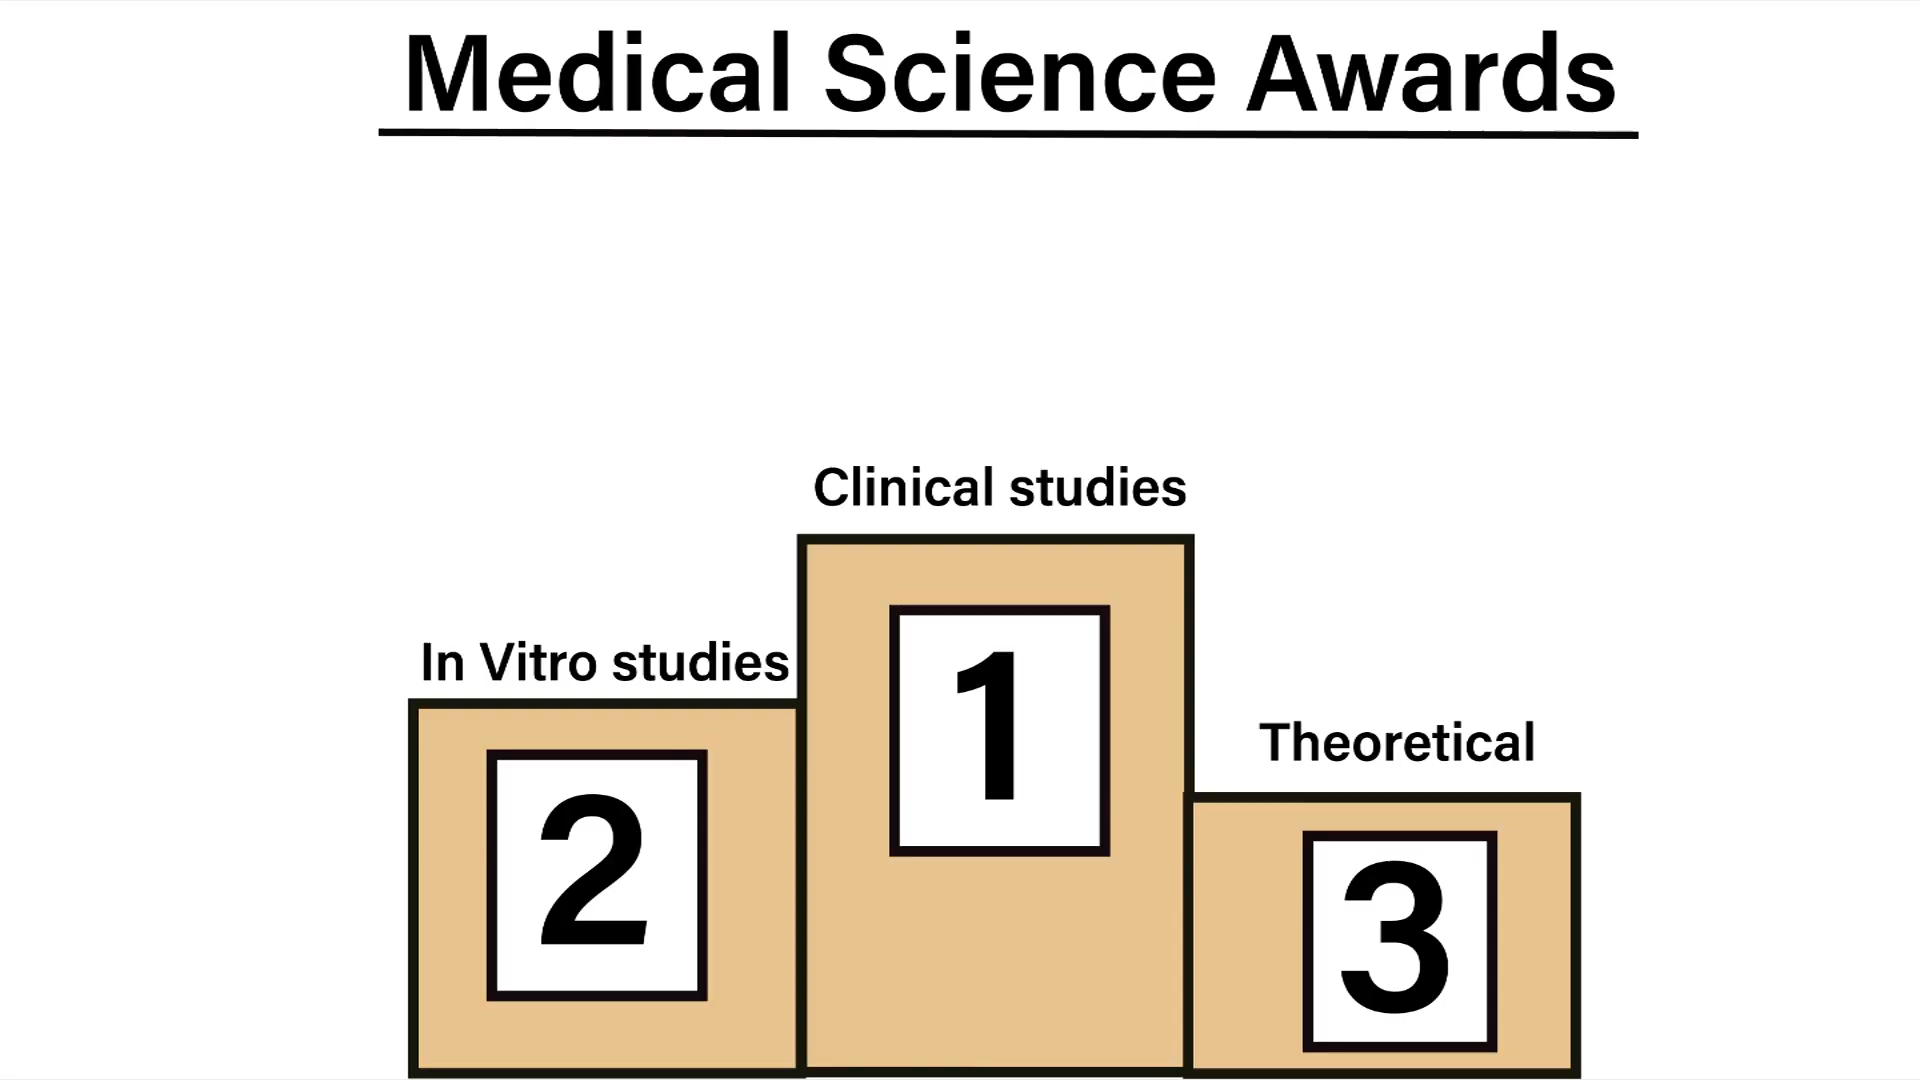 Medical Science Awards
Clinical studies
In Vitro studies
1
Theoretical
2
3